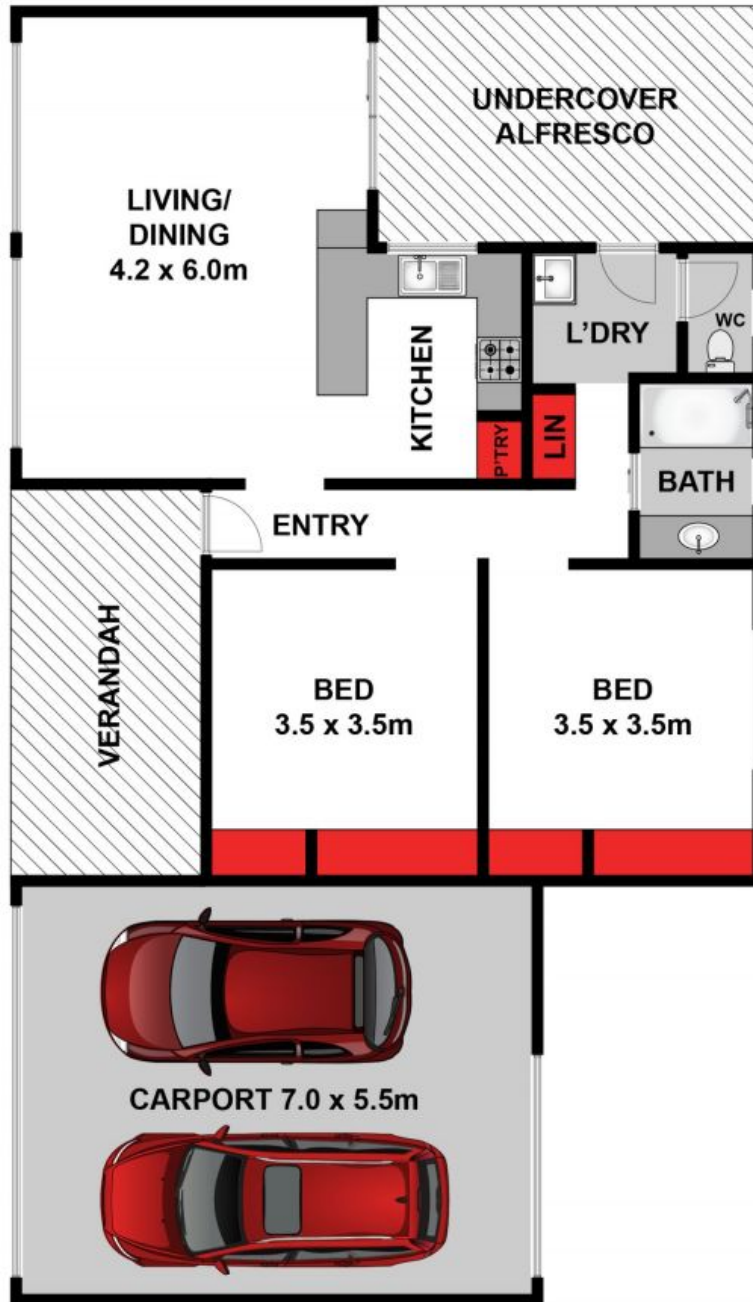 UNDERCOVER
ALFRESCO
LIVING/
DINING
4.2 x 6.0m
KITCHEN
P'TRY
LIN
L'DRY
WC
BATH
ENTRY
VERANDAH
BED
3.5 x 3.5m
BED
3.5 x 3.5m
CARPORT 7.0 x 5.5m